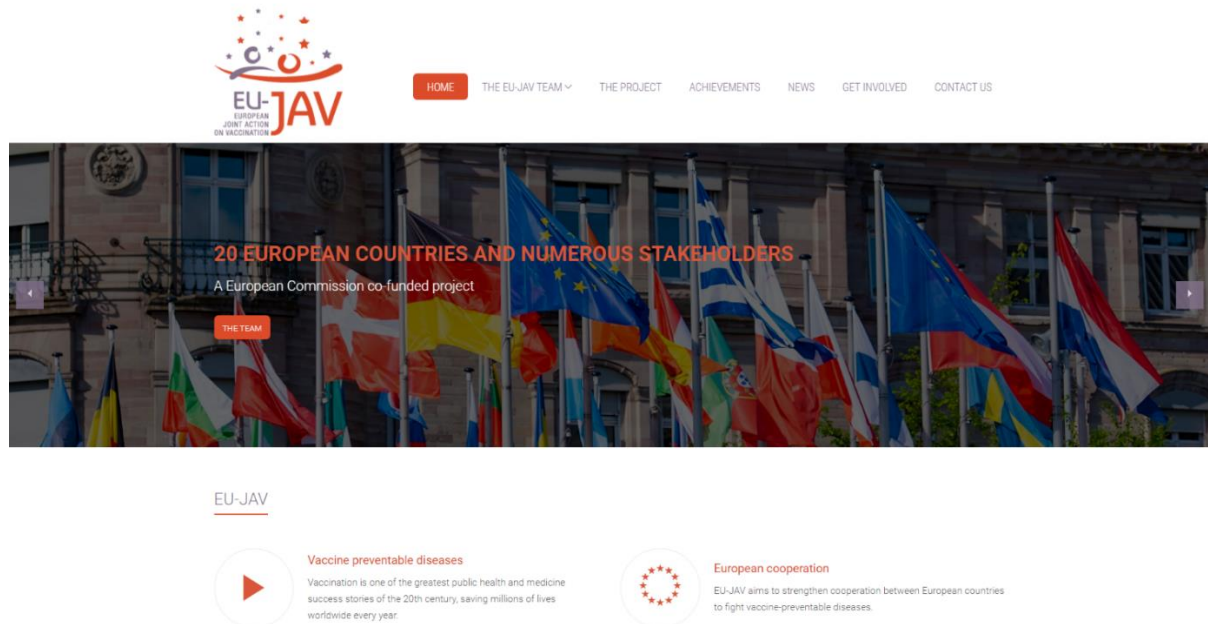 EU-
JAV
EUROPEAN
JOINT ACTION
ON VACCINATION
HOME
THE EU-JAV TEAM
THE PROJECT
ACHIEVEMENTS
NEWS
GET INVOLVED
CONTACT US
20 EUROPEAN COUNTRIES AND NUMEROUS STAKEHOLDERS
A European Commission co-funded project
THE TEAM
EU-JAV
Vaccine preventable diseases
Vaccination is one of the greatest public health and medicine
success stories of the 20th century, saving millions of lives
worldwide every year.
European cooperation
EU-JAV aims to strengthen cooperation between European countries
to fight vaccine-preventable diseases.